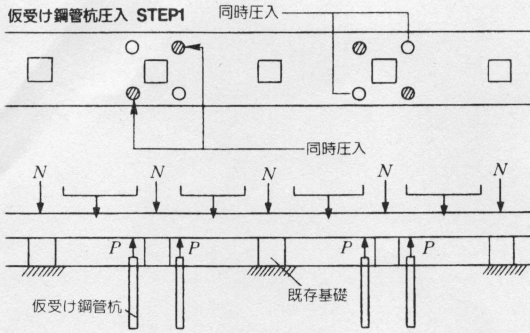 仮受け鋼管杭圧入 STEP1
同時圧入
同時圧入
N N N N N
P P P P
仮受け鋼管杭
既存基礎